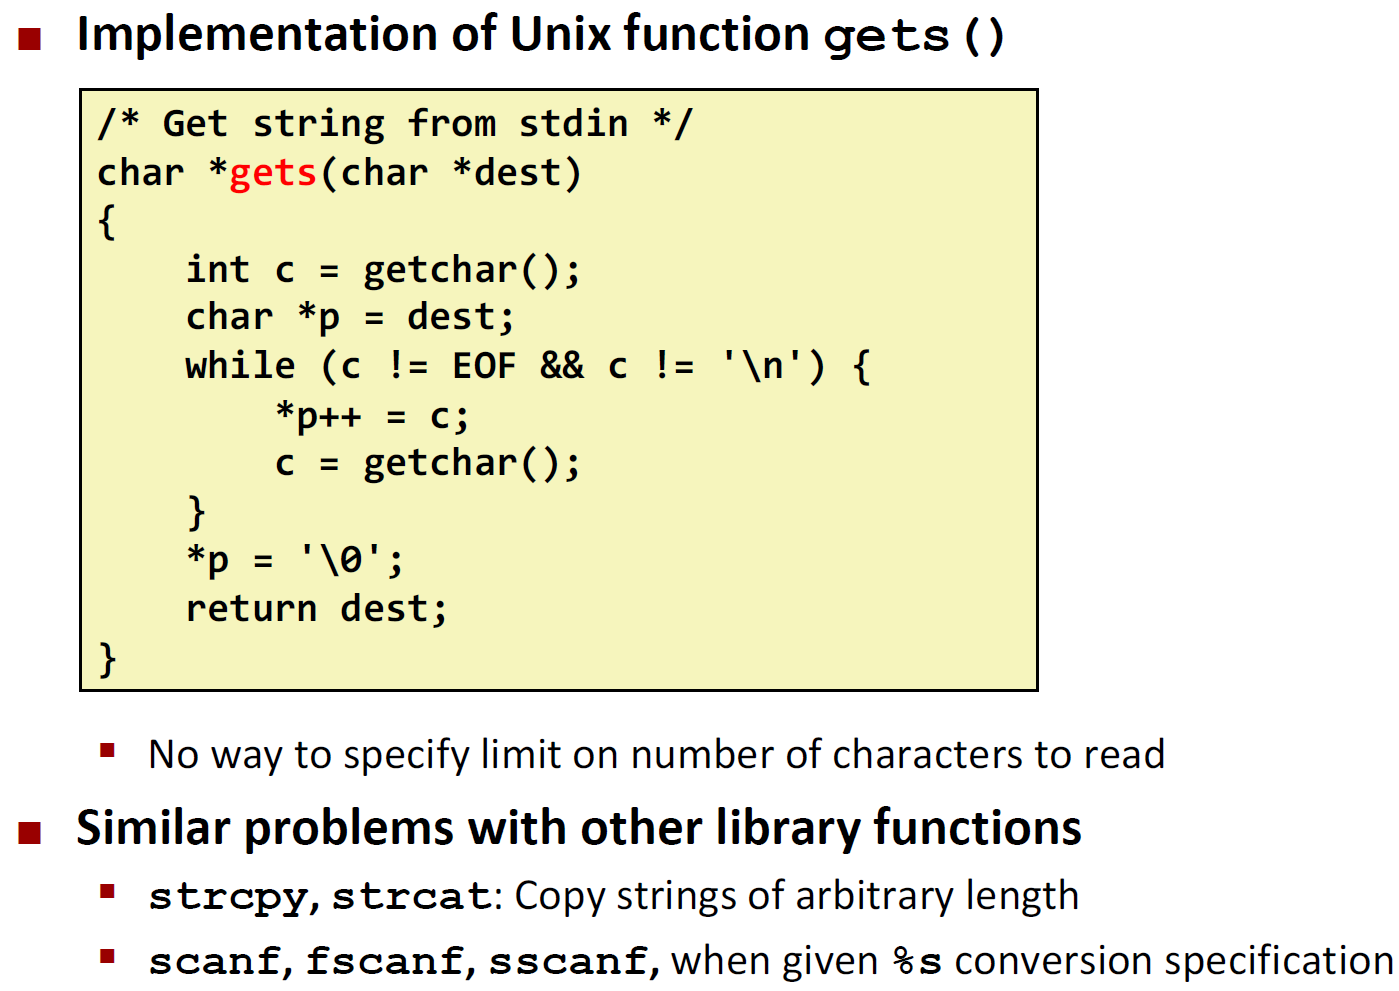 Implementation of Unix function gets()
/* Get string from stdin */
char *gets(char *dest)
{
    int c = getchar();
    char *p = dest;
    while (c != EOF && c != '\n') {
        *p++ = c;
        c = getchar();
    }
    *p = '\0';
    return dest;
}
No way to specify limit on number of characters to read
Similar problems with other library functions
strcpy, strcat: Copy strings of arbitrary length
scanf, fscanf, sscanf, when given %s conversion specification